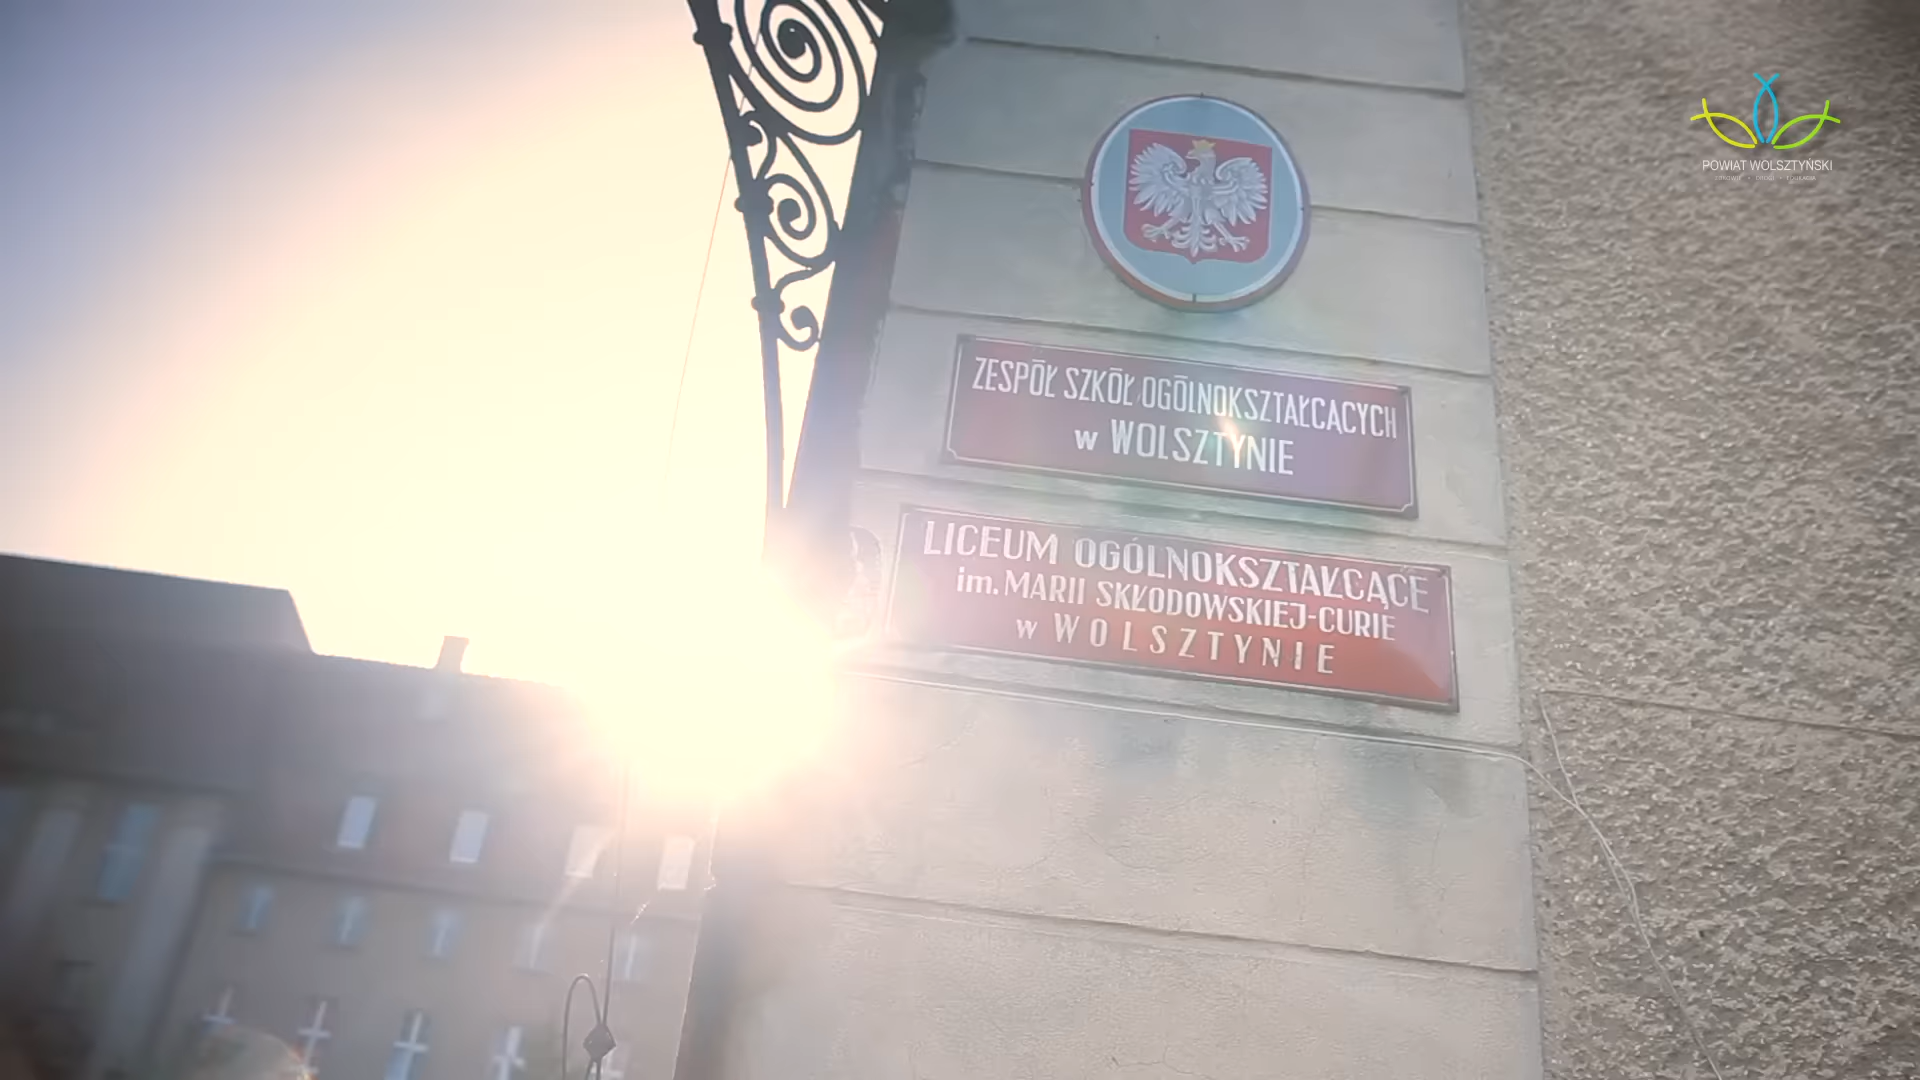 ZESPÓŁ SZKÓŁ OGÓLNOKSZTAŁCĄCYCH
w WOLSZTYNIE
LICEUM OGÓLNOKSZTAŁCĄCE
im. MARII SKŁODOWSKIEJ-CURIE
w WOLSZTYNIE
POWIAT WOLSZTYŃSKI